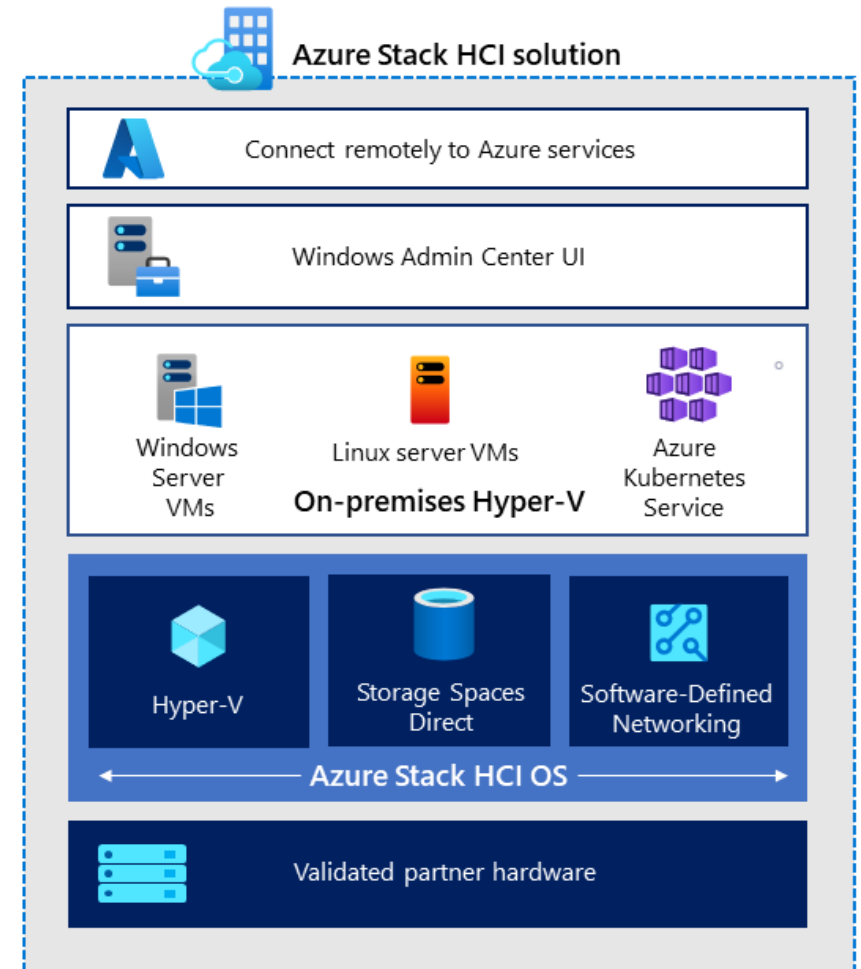 Azure Stack HCI solution
Connect remotely to Azure services
Windows Admin Center UI
Windows
Server
VMs
Linux server VMs
Azure
Kubernetes
Service
On-premises Hyper-V
Hyper-V
Storage Spaces
Direct
Software-Defined
Networking
Azure Stack HCI OS
Validated partner hardware